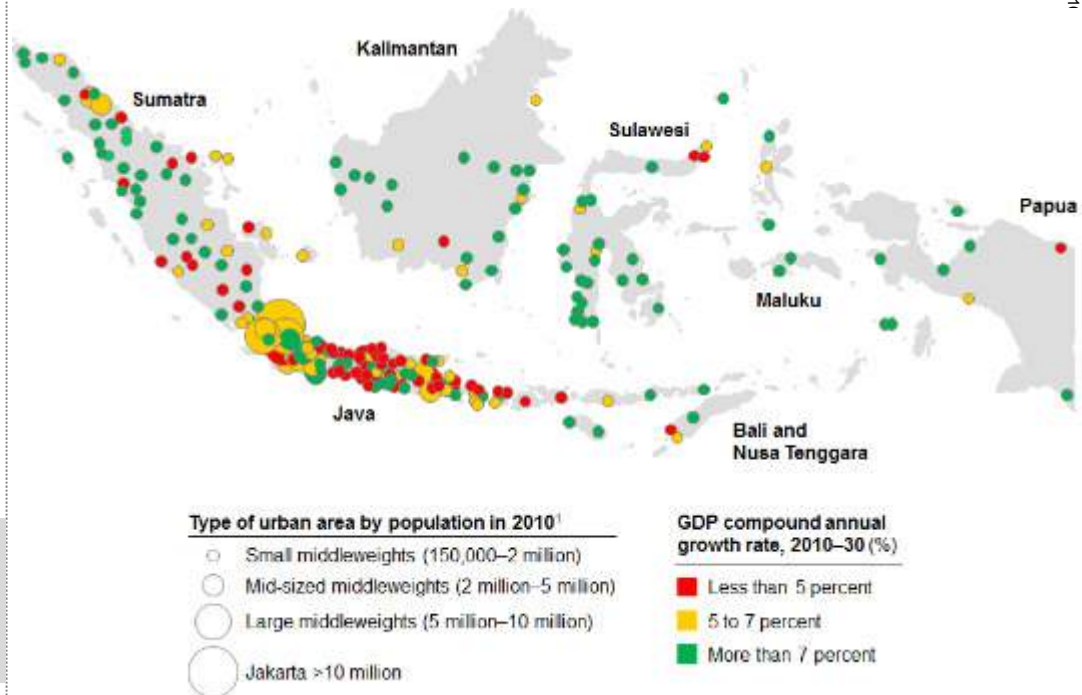 Kalimantan
Sumatra
Sulawesi
Papua
Maluku
Java
Bali and
Nusa Tenggara
Type of urban area by population in 2010¹
Small middleweights (150,000–2 million)
Mid-sized middleweights (2 million–5 million)
Large middleweights (5 million–10 million)
Jakarta >10 million
GDP compound annual
growth rate, 2010–30 (%)
Less than 5 percent
5 to 7 percent
More than 7 percent